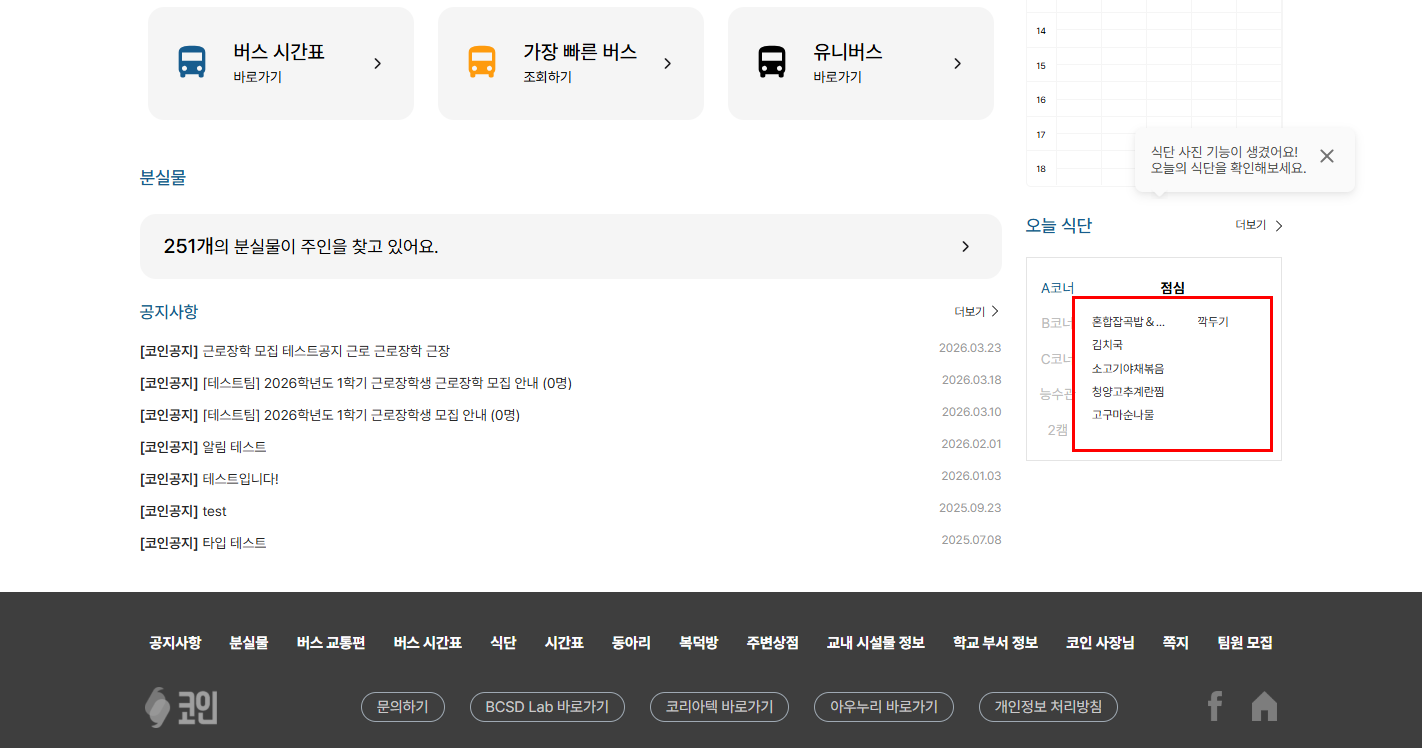 버스 시간표
바로가기
가장 빠른 버스
조회하기
유니버스
바로가기
14
15
16
17
18
식단 사진 기능이 생겼어요!
오늘의 식단을 확인해보세요.
분실물
251개의 분실물이 주인을 찾고 있어요.
공지사항
더보기
[코인공지] 근로장학 모집 테스트공지 근로 근로장학 근장
2026.03.23
[코인공지] [테스트팀] 2026학년도 1학기 근로장학생 근로장학 모집 안내 (0명)
2026.03.18
[코인공지] [테스트팀] 2026학년도 1학기 근로장학생 모집 안내 (0명)
2026.03.10
[코인공지] 알림 테스트
2026.02.01
[코인공지] 테스트입니다!
2026.01.03
[코인공지] test
2025.09.23
[코인공지] 타입 테스트
2025.07.08
오늘 식단
더보기
A코너
B코너
C코너
능수관
2캠
점심
혼합잡곡밥 & ...
깍두기
김치국
소고기야채볶음
청양고추계란찜
고구마순나물
공지사항 분실물 버스 교통편 버스 시간표 식단 시간표 동아리 복덕방 주변상점 교내 시설물 정보 학교 부서 정보 코인 사장님 쪽지 팀원 모집
코인
문의하기
BCSD Lab 바로가기
코리아텍 바로가기
아우누리 바로가기
개인정보 처리방침